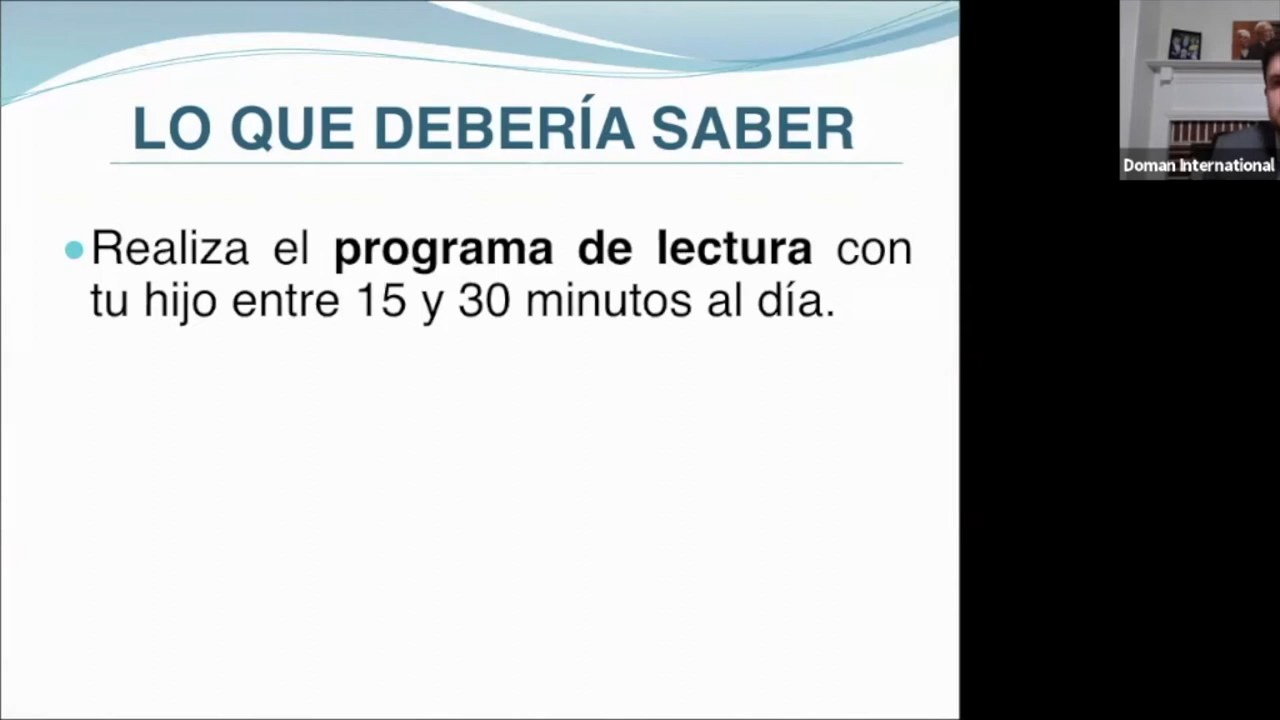 LO QUE DEBERÍA SABER
Realiza el programa de lectura con
tu hijo entre 15 y 30 minutos al día.
Doman International